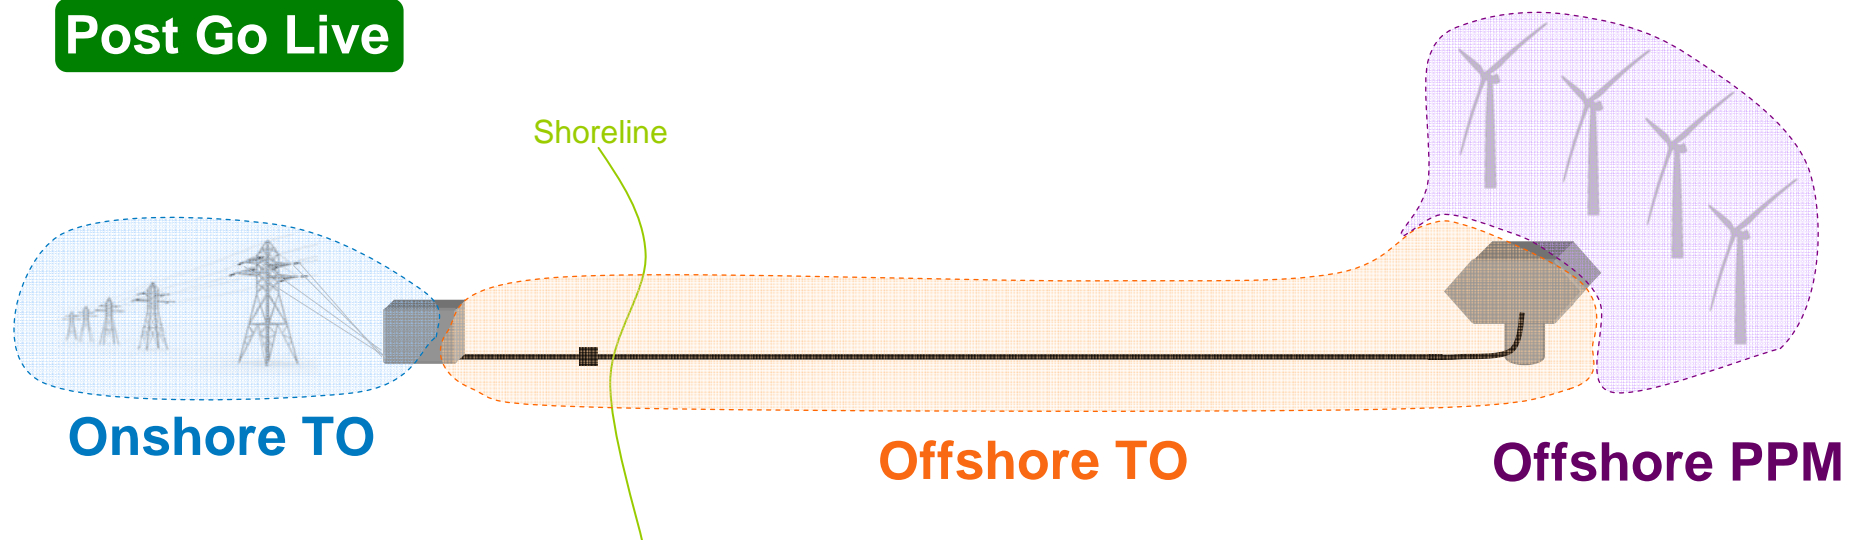 Post Go Live
Shoreline
Onshore TO
Offshore TO
Offshore PPM